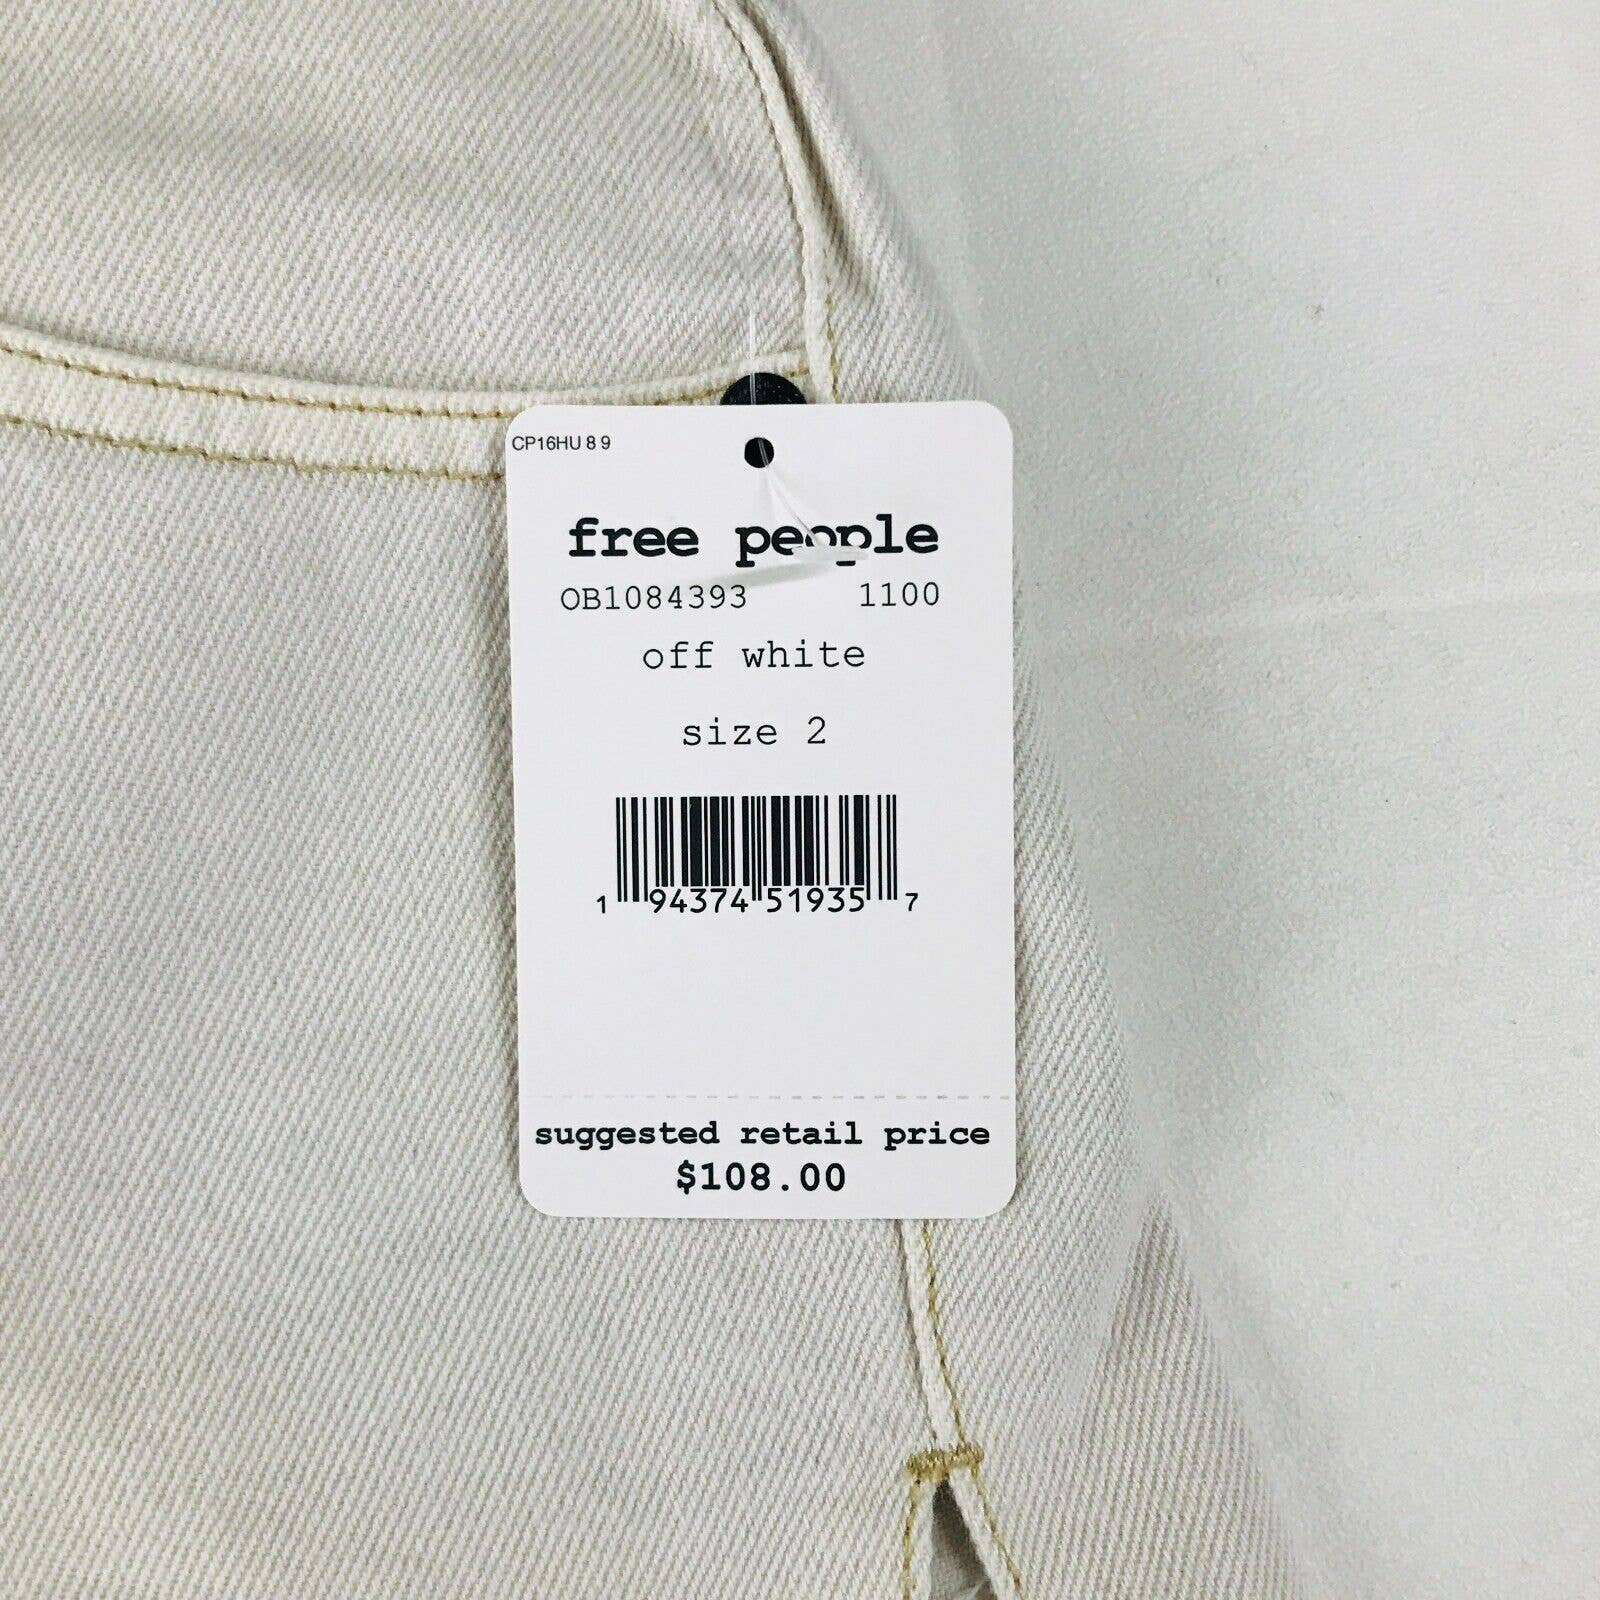 CP16HU 8 9
free people
OB1084393 1100
off white
size 2
1 94374 51935 7
suggested retail price
$108.00